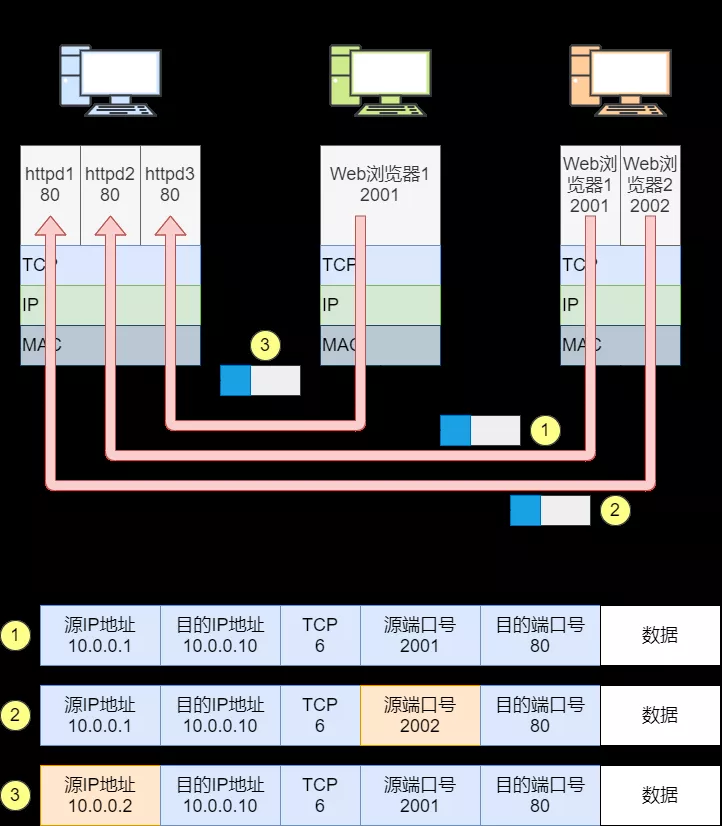 httpd1
80
httpd2
80
httpd3
80
Web浏览器1
2001
Web浏
览器1
2001
Web浏
览器2
2002
TCP
IP
MAC
TCP
IP
MAC
TCP
IP
MAC
3
1
2
1
源IP地址
10.0.0.1
目的IP地址
10.0.0.10
TCP
6
源端口号
2001
目的端口号
80
数据
2
源IP地址
10.0.0.1
目的IP地址
10.0.0.10
TCP
6
源端口号
2002
目的端口号
80
数据
3
源IP地址
10.0.0.2
目的IP地址
10.0.0.10
TCP
6
源端口号
2001
目的端口号
80
数据